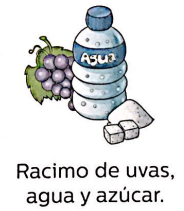 Agua
Racimo de uvas,
agua y azúcar.